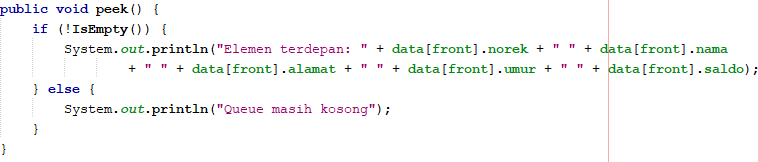 public void peek() {
    if (!IsEmpty()) {
        System.out.println("Elemen terdepan: " + data[front].norek + " " + data[front].nama
                + " " + data[front].alamat + " " + data[front].umur + " " + data[front].saldo);
    } else {
        System.out.println("Queue masih kosong");
    }
}